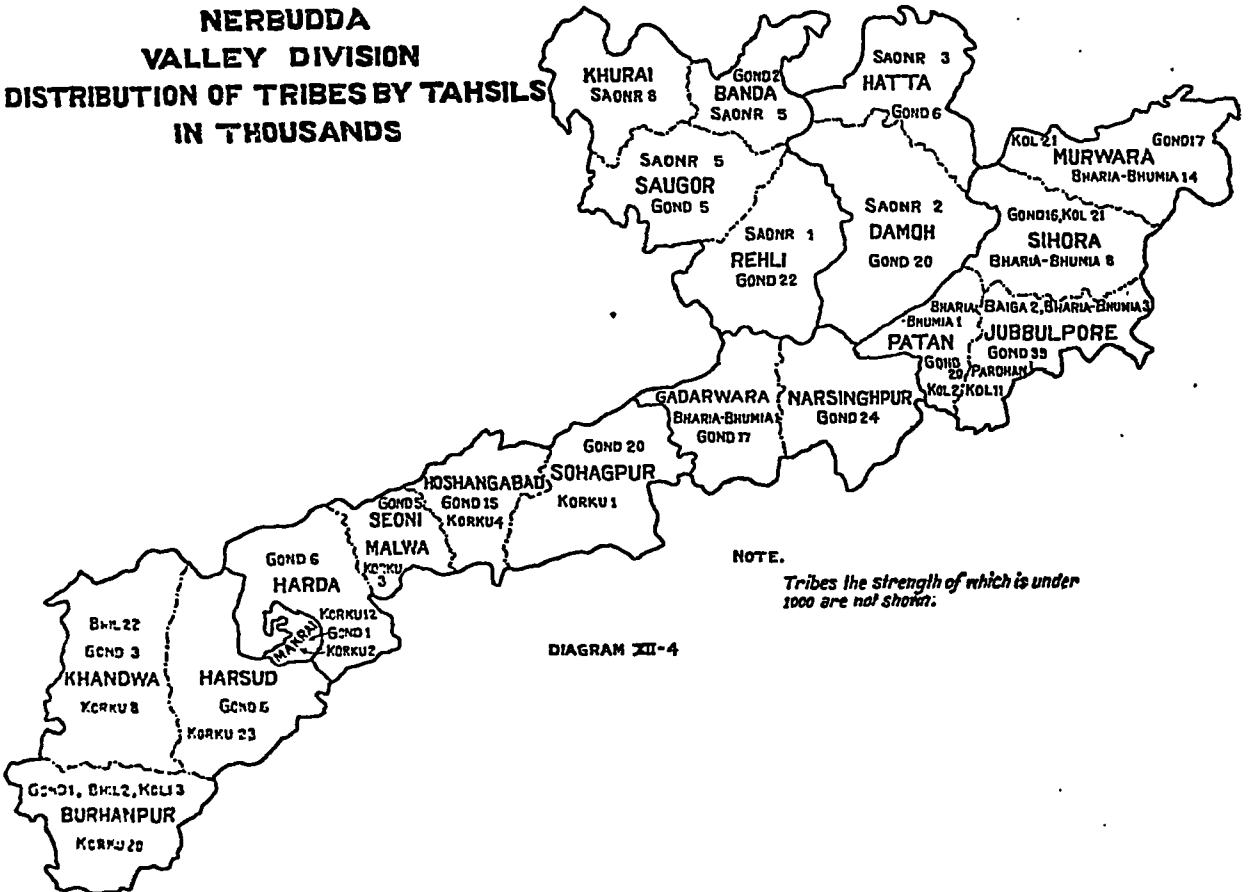 NERBUDDA
VALLEY DIVISION
DISTRIBUTION OF TRIBES BY TAHSILS
IN THOUSANDS
KHURAI
SAONR 8
GOND 2
BANDA
SAONR 5
SAONR 3
HATTA
GOND 6
KOL 21
GOND 17
MURWARA
BHARIA-BHUMIA 14
SAONR 5
SAUGOR
GOND 5
SAONR 1
REHLI
GOND 22
SAONR 2
DAMOH
GOND 20
GOND 16, KOL 21
SIHORA
BHARIA-BHUMIA 8
BHARIA
-BHUMIA 1
PATAN
GOND
20
KOL 2;
BAIGA 2, BHARIA-BHUMIA 3
JUBBULPORE
GOND 39
PARDHAN 1
KOL 11
GADARWARA
BHARIA-BHUMIA 1
GOND 17
NARSINGHPUR
GOND 24
GOND 20
SOHAGPUR
KORKU 1
HOSHANGABAD
GOND 15
KORKU 4
GOND 5
SEONI
MALWA
KORKU
3
GOND 6
HARDA
KORKU 12
MAKRAI
GOND 1
KORKU 2
BHIL 22
GOND 3
KHANDWA
KORKU 8
HARSUD
GOND 6
KORKU 23
GOND 1, BHIL 2, KOLI 3
BURHANPUR
KORKU 20
NOTE.
Tribes the strength of which is under
1000 are not shown.
DIAGRAM XII-4